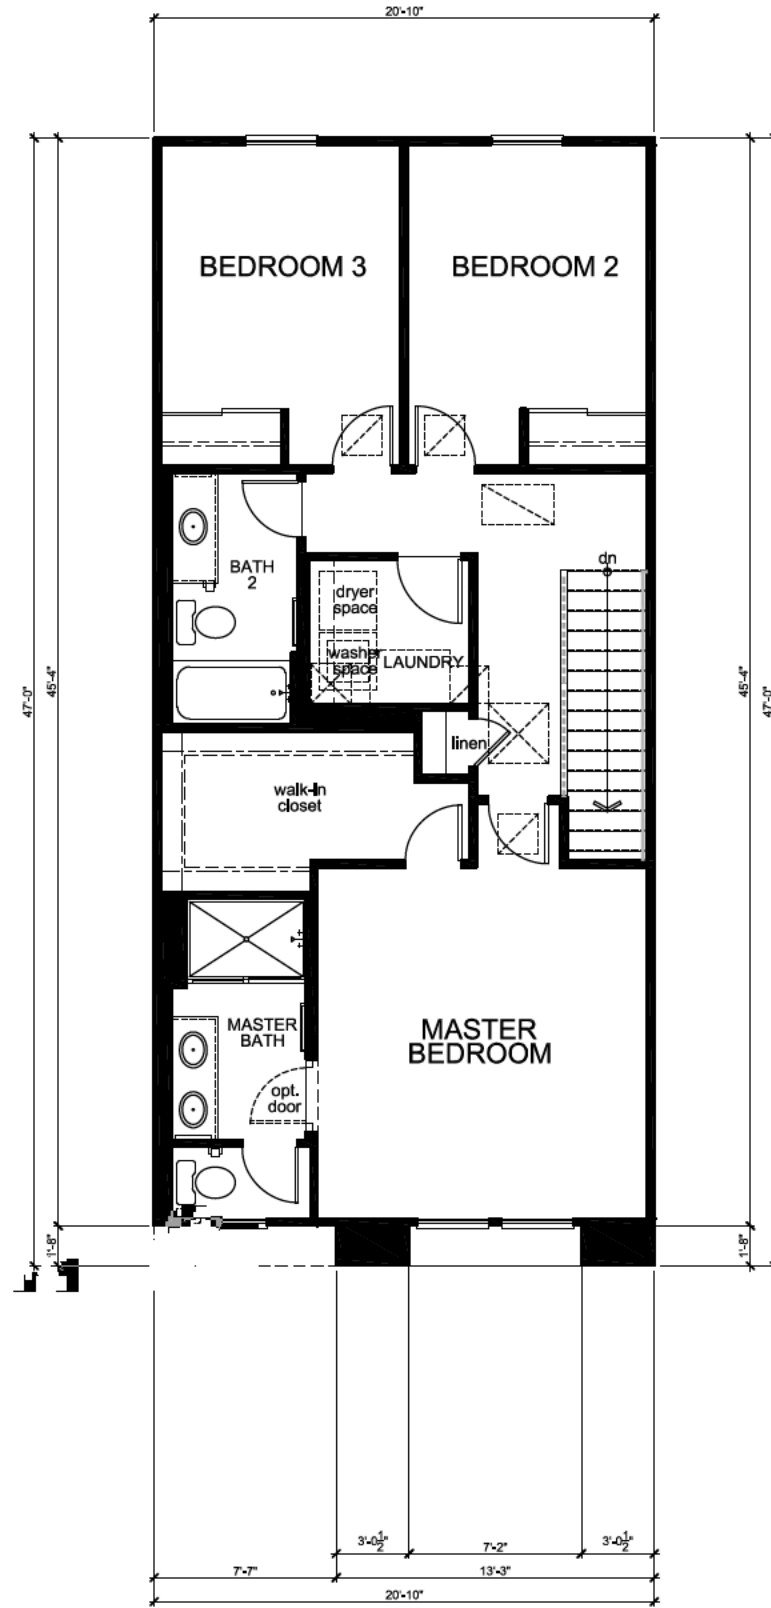 20'-10"
BEDROOM 3
BEDROOM 2
BATH
2
dryer
space
washer
space
LAUNDRY
dn
47'-0"
45'-4"
45'-4"
47'-0"
linen
walk-in
closet
MASTER
BATH
MASTER
BEDROOM
opt.
door
1'-8"
1'-8"
3'-0 1/2"
7'-2"
3'-0 1/2"
7'-7"
13'-3"
20'-10"